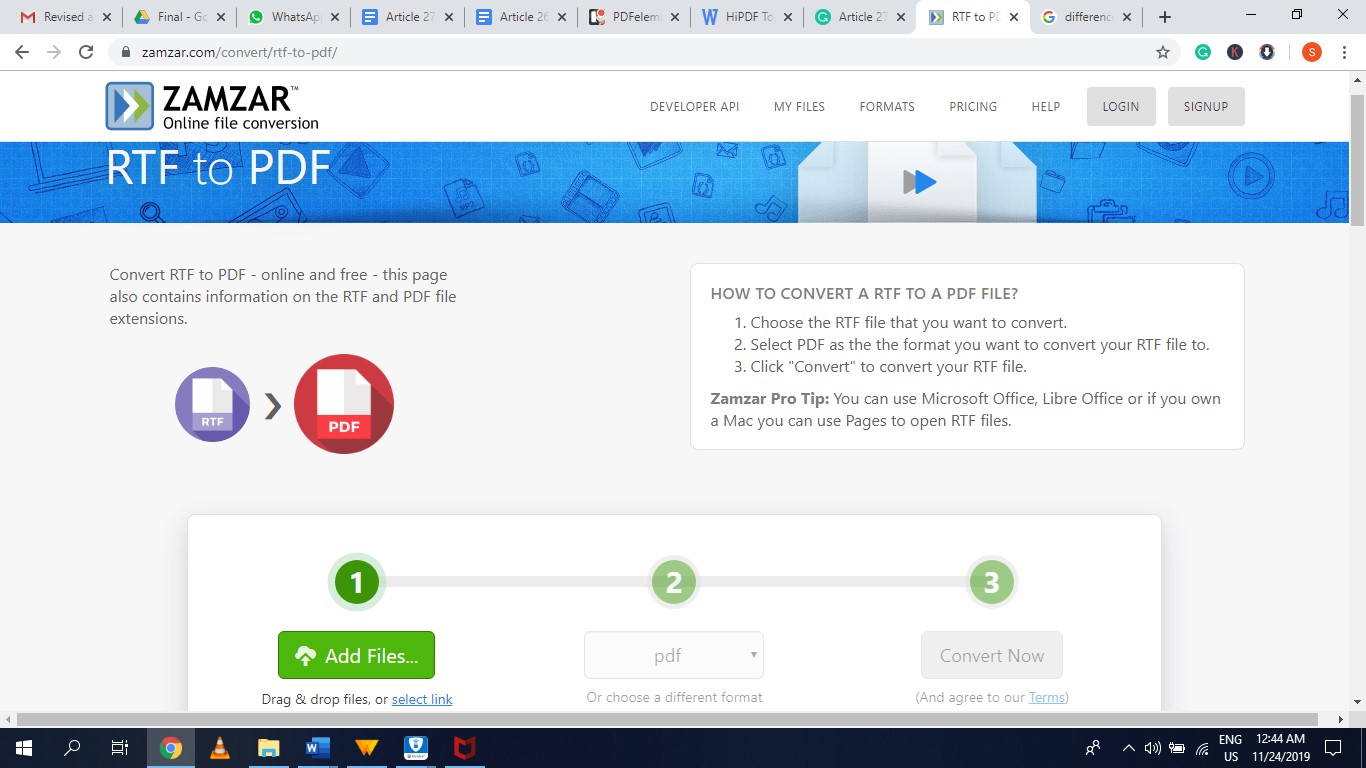 Revised a
Final - Go
WhatsAp
Article 27
Article 26
PDFelem
HiPDF To
Article 27
RTF to PD
differenc
zamzar.com/convert/rtf-to-pdf/
S
ZAMZAR™
Online file conversion
DEVELOPER API
MY FILES
FORMATS
PRICING
HELP
LOGIN
SIGNUP
RTF to PDF
Convert RTF to PDF - online and free - this page
also contains information on the RTF and PDF file
extensions.
RTF
PDF
HOW TO CONVERT A RTF TO A PDF FILE?
1. Choose the RTF file that you want to convert.
2. Select PDF as the the format you want to convert your RTF file to.
3. Click "Convert" to convert your RTF file.
Zamzar Pro Tip: You can use Microsoft Office, Libre Office or if you own
a Mac you can use Pages to open RTF files.
1
2
3
Add Files...
pdf
Convert Now
Drag & drop files, or select link
Or choose a different format
(And agree to our Terms)
ENG
US
12:44 AM
11/24/2019